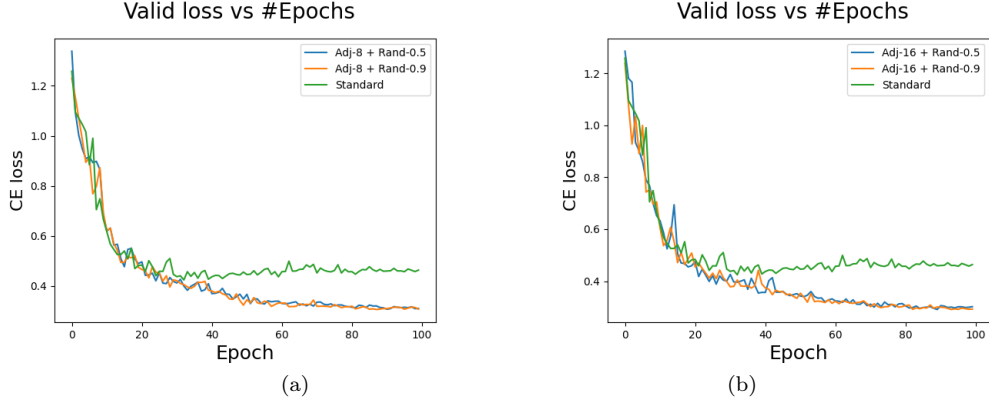 Valid loss vs #Epochs
Adj-8 + Rand-0.5
Adj-8 + Rand-0.9
Standard
1.2
1.0
0.8
0.6
0.4
CE loss
0 20 40 60 80 100
Epoch
(a)
Valid loss vs #Epochs
Adj-16 + Rand-0.5
Adj-16 + Rand-0.9
Standard
1.2
1.0
0.8
0.6
0.4
CE loss
0 20 40 60 80 100
Epoch
(b)